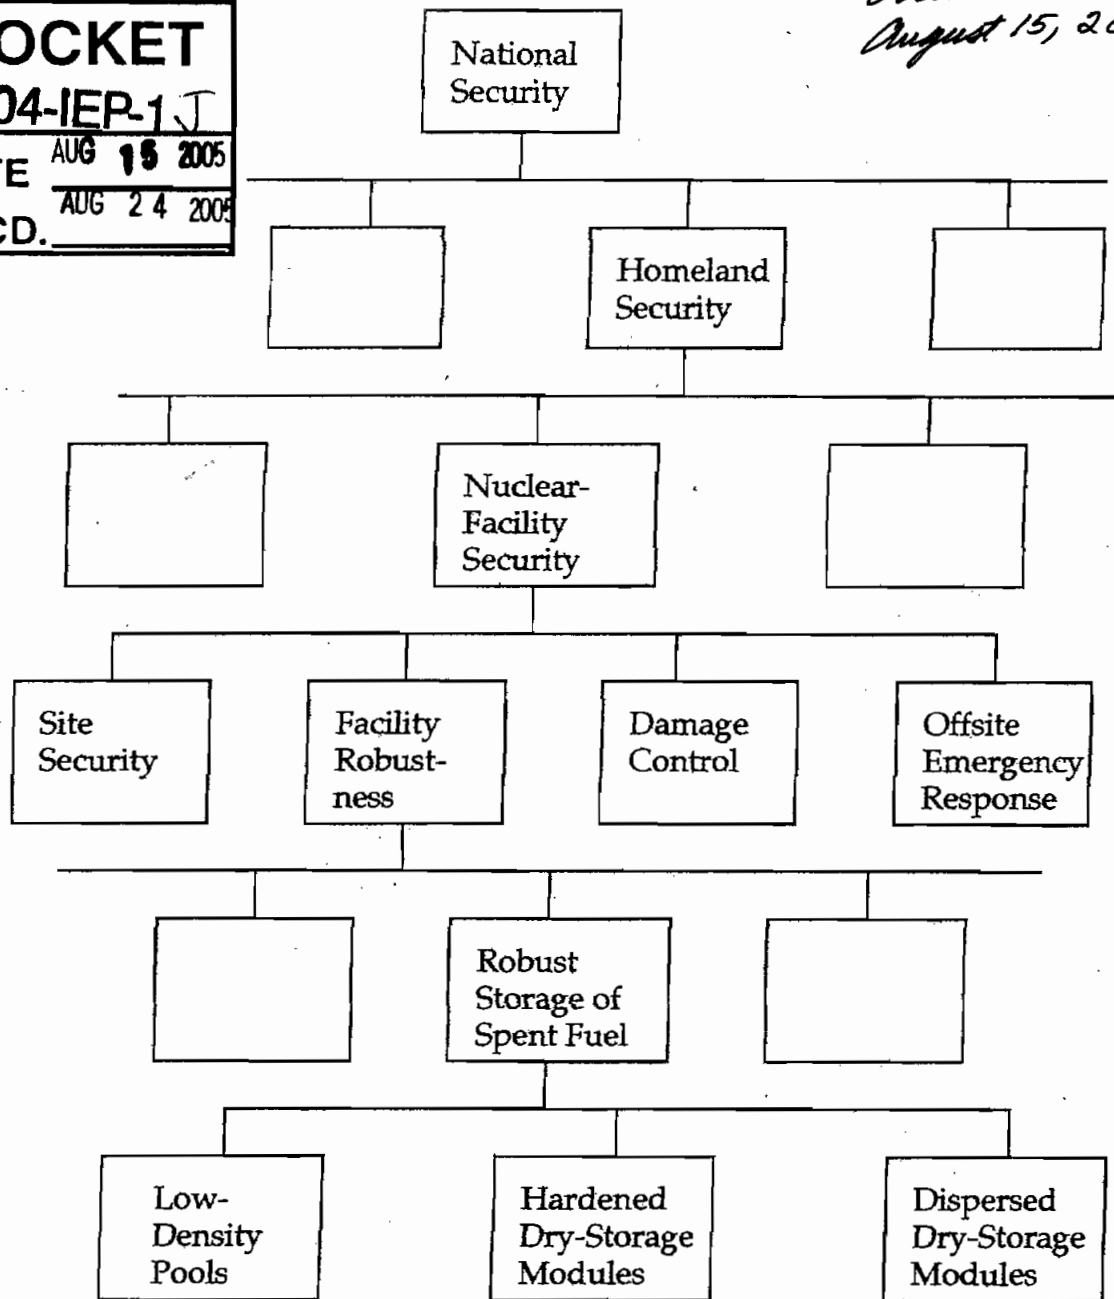 OCKET
04-IEP-1 J
TE AUG 15 2005
CD. AUG 24 2005
August 15, 20
National
Security
Homeland
Security
Nuclear-
Facility
Security
Site
Security
Facility
Robust-
ness
Damage
Control
Offsite
Emergency
Response
Robust
Storage of
Spent Fuel
Low-
Density
Pools
Hardened
Dry-Storage
Modules
Dispersed
Dry-Storage
Modules